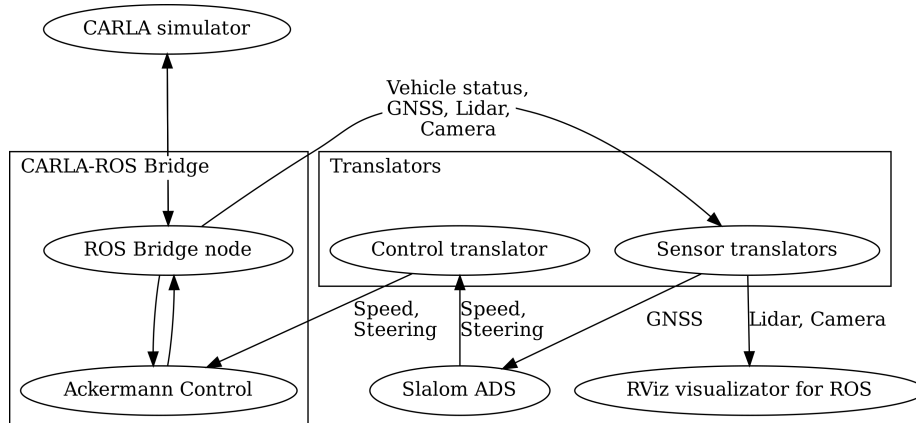 CARLA simulator
Vehicle status,
GNSS, Lidar,
Camera
CARLA-ROS Bridge
Translators
ROS Bridge node
Control translator
Sensor translators
Speed,
Steering
Speed,
Steering
GNSS
Lidar, Camera
Ackermann Control
Slalom ADS
RViz visualizator for ROS